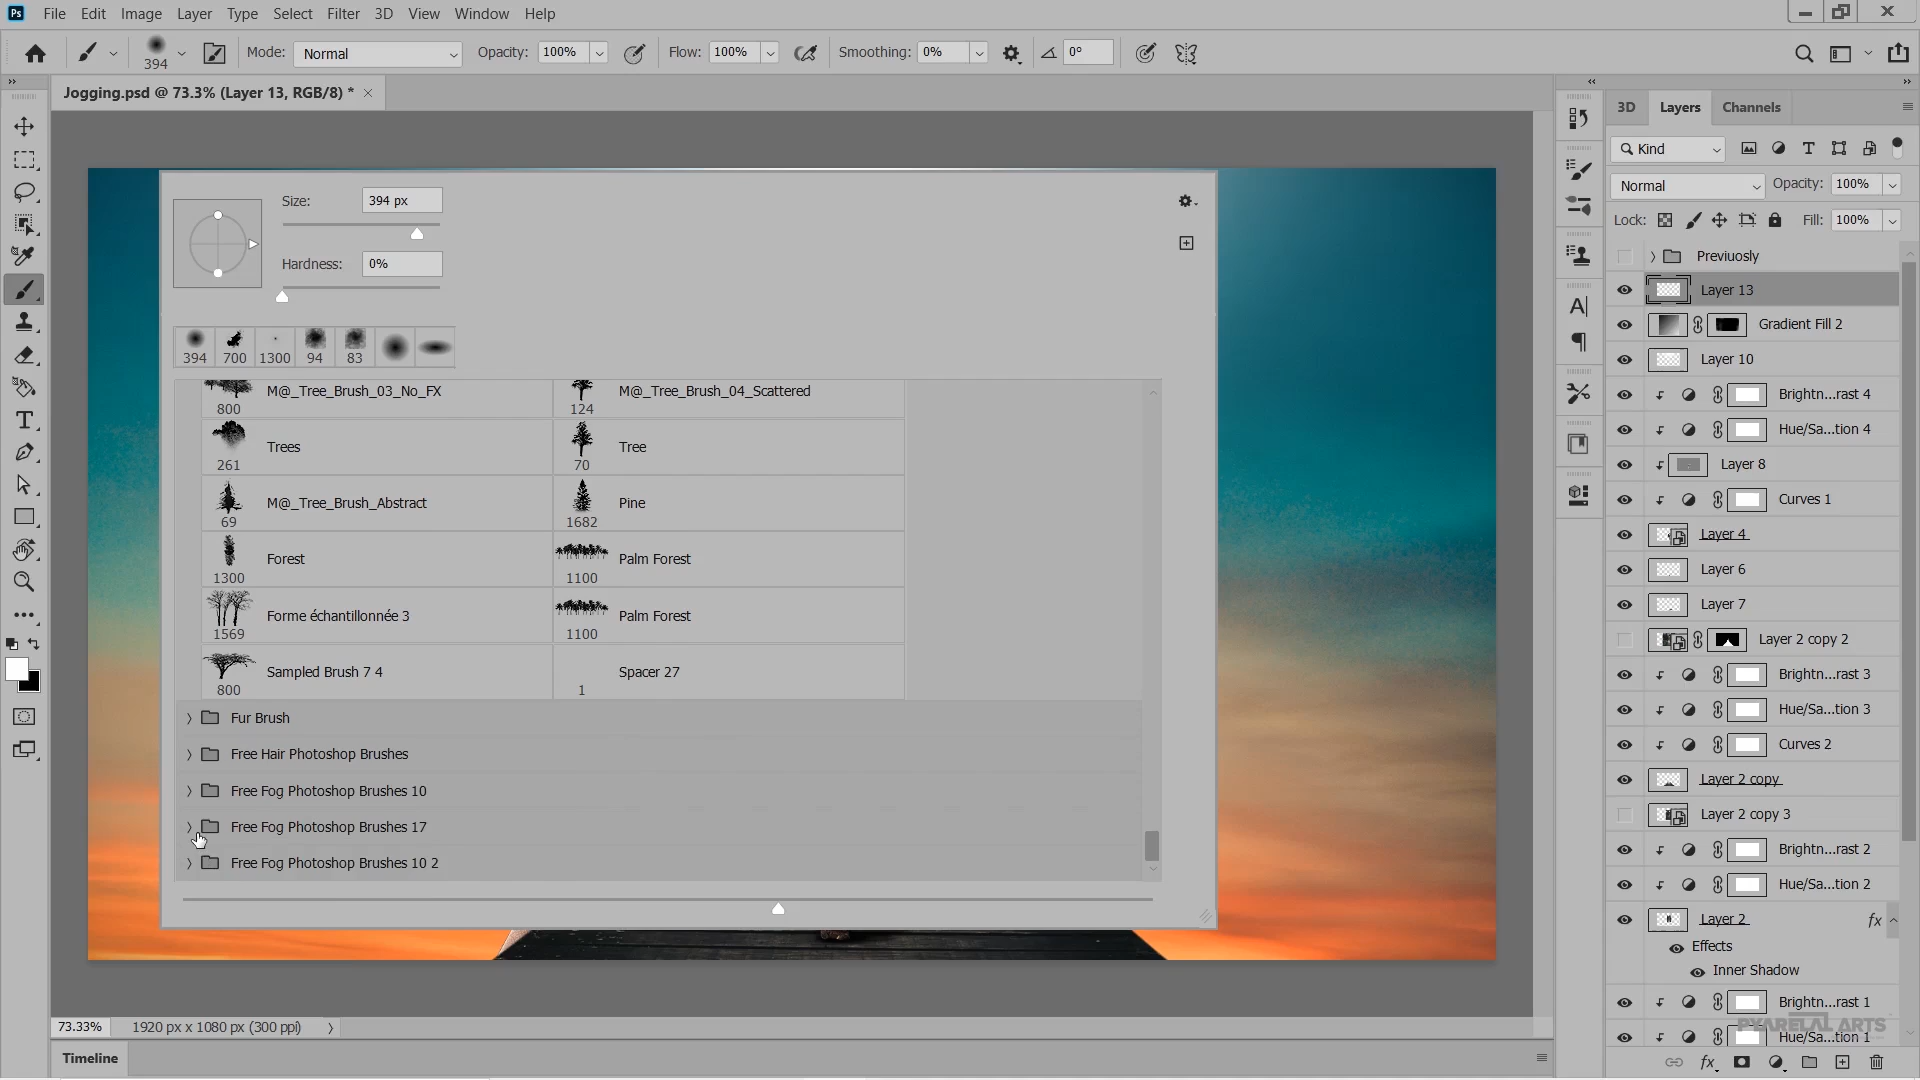 Ps File Edit Image Layer Type Select Filter 3D View Window Help
394 Mode: Normal Opacity: 100% Flow: 100% Smoothing: 0% 0°
Jogging.psd @ 73.3% (Layer 13, RGB/8) *
Size: 394 px
Hardness: 0%
394 700 1300 94 83
M@_Tree_Brush_03_No_FX
800
M@_Tree_Brush_04_Scattered
124
Trees
261
Tree
70
M@_Tree_Brush_Abstract
69
Pine
1682
Forest
1300
Palm Forest
1100
Forme échantillonnée 3
1569
Palm Forest
1100
Sampled Brush 7 4
800
Spacer 27
1
Fur Brush
Free Hair Photoshop Brushes
Free Fog Photoshop Brushes 10
Free Fog Photoshop Brushes 17
Free Fog Photoshop Brushes 10 2
73.33% 1920 px x 1080 px (300 ppi)
Timeline
3D Layers Channels
Kind
Normal Opacity: 100%
Lock: Fill: 100%
Previuosly
Layer 13
Gradient Fill 2
Layer 10
Brightn...rast 4
Hue/Sa...tion 4
Layer 8
Curves 1
Layer 4
Layer 6
Layer 7
Layer 2 copy 2
Brightn...rast 3
Hue/Sa...tion 3
Curves 2
Layer 2 copy
Layer 2 copy 3
Brightn...rast 2
Hue/Sa...tion 2
Layer 2 fx
Effects
Inner Shadow
Brightn...rast 1
PYARELAL ARTS
Hue/Sa...tion 1
fx